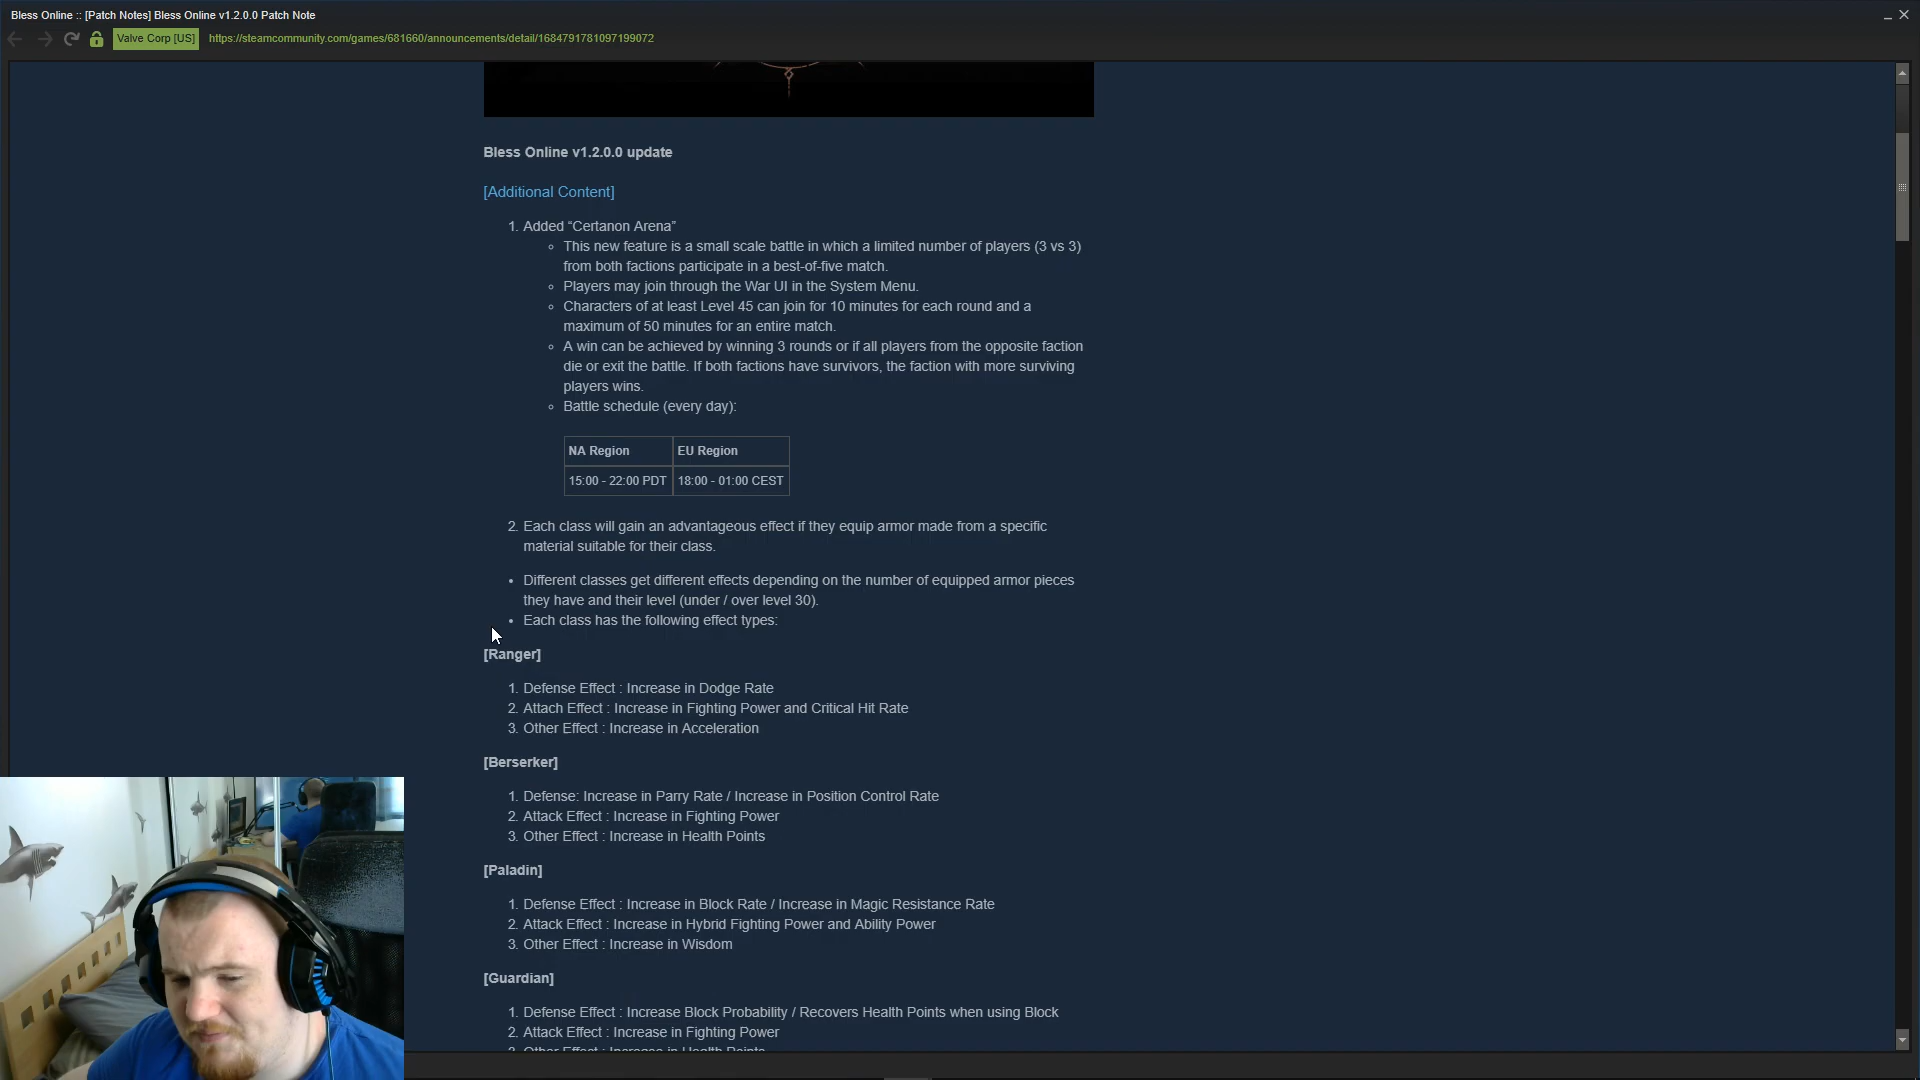 Bless Online :: [Patch Notes] Bless Online v1.2.0.0 Patch Note
Valve Corp [US] https://steamcommunity.com/games/681660/announcements/detail/1684791781097199072
Bless Online v1.2.0.0 update
[Additional Content]
1. Added “Certanon Arena”
This new feature is a small scale battle in which a limited number of players (3 vs 3)
from both factions participate in a best-of-five match.
Players may join through the War UI in the System Menu.
Characters of at least Level 45 can join for 10 minutes for each round and a
maximum of 50 minutes for an entire match.
A win can be achieved by winning 3 rounds or if all players from the opposite faction
die or exit the battle. If both factions have survivors, the faction with more surviving
players wins.
Battle schedule (every day):
NA Region EU Region
15:00 - 22:00 PDT 18:00 - 01:00 CEST
2. Each class will gain an advantageous effect if they equip armor made from a specific
material suitable for their class.
Different classes get different effects depending on the number of equipped armor pieces
they have and their level (under / over level 30).
Each class has the following effect types:
[Ranger]
1. Defense Effect : Increase in Dodge Rate
2. Attach Effect : Increase in Fighting Power and Critical Hit Rate
3. Other Effect : Increase in Acceleration
[Berserker]
1. Defense: Increase in Parry Rate / Increase in Position Control Rate
2. Attack Effect : Increase in Fighting Power
3. Other Effect : Increase in Health Points
[Paladin]
1. Defense Effect : Increase in Block Rate / Increase in Magic Resistance Rate
2. Attack Effect : Increase in Hybrid Fighting Power and Ability Power
3. Other Effect : Increase in Wisdom
[Guardian]
1. Defense Effect : Increase Block Probability / Recovers Health Points when using Block
2. Attack Effect : Increase in Fighting Power
3. Other Effect : Increase in Health Points